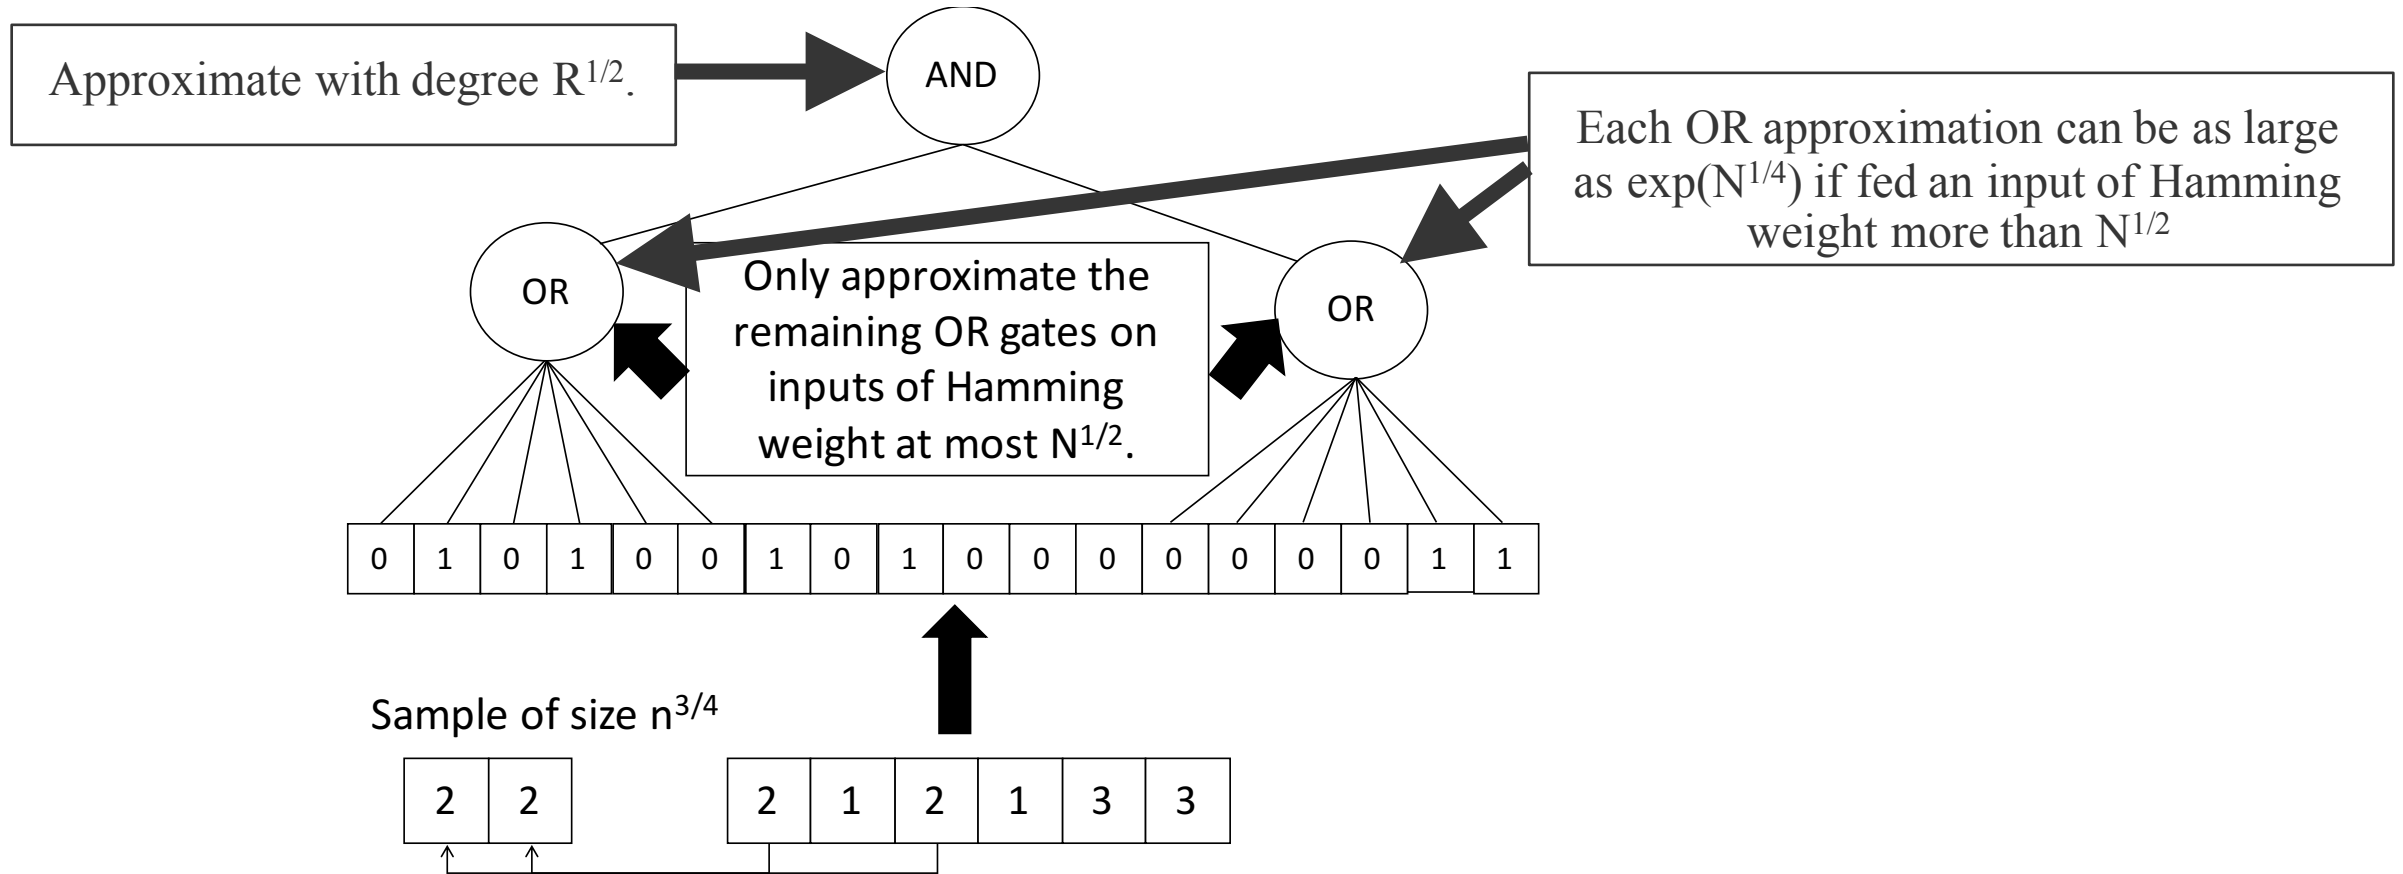 AND
Approximate with degree R^1/2.
Each OR approximation can be as large
as exp(N^1/4) if fed an input of Hamming
weight more than N^1/2
OR
Only approximate the
remaining OR gates on
inputs of Hamming
weight at most N^1/2.
OR
0 1 0 1 0 0 1 0 1 0 0 0 0 0 0 0 1 1
Sample of size n^3/4
2 2 2 1 2 1 3 3